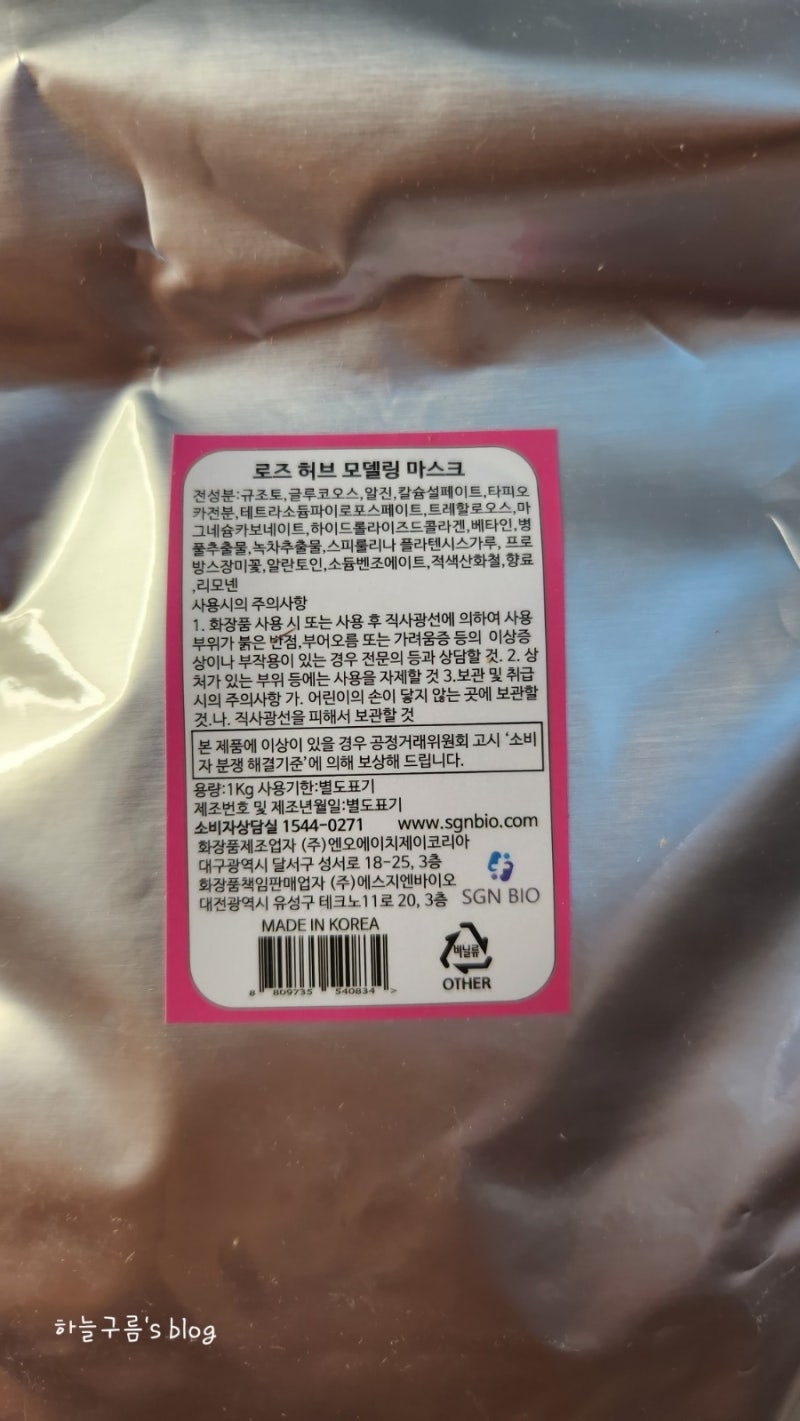 로즈 허브 모델링 마스크
전성분:규조토,글루코오스,알진,칼슘설페이트,타피오
카전분,테트라소듐파이로포스페이트,트레할로오스,마
그네슘카보네이트,하이드롤라이즈드콜라겐,베타인,병
풀추출물,녹차추출물,스피룰리나 플라텐시스가루, 프로
방스장미꽃,알란토인,소듐벤조에이트,적색산화철,향료
,리모넨
사용시의 주의사항
1. 화장품 사용 시 또는 사용 후 직사광선에 의하여 사용
부위가 붉은 반점,부어오름 또는 가려움증 등의 이상증
상이나 부작용이 있는 경우 전문의 등과 상담할 것. 2. 상
처가 있는 부위 등에는 사용을 자제할 것 3.보관 및 취급
시의 주의사항 가. 어린이의 손이 닿지 않는 곳에 보관할
것.나. 직사광선을 피해서 보관할 것
본 제품에 이상이 있을 경우 공정거래위원회 고시 '소비
자 분쟁 해결기준'에 의해 보상해 드립니다.
용량:1Kg 사용기한:별도표기
제조번호 및 제조년월일:별도표기
소비자상담실 1544-0271 www.sgnbio.com
화장품제조업자 (주)엔오에이치제이코리아
대구광역시 달서구 성서로 18-25, 3층
화장품책임판매업자 (주)에스지엔바이오
대전광역시 유성구 테크노11로 20, 3층
SGN BIO
MADE IN KOREA
8 809735 540834 >
비닐류
OTHER
하늘구름's blog